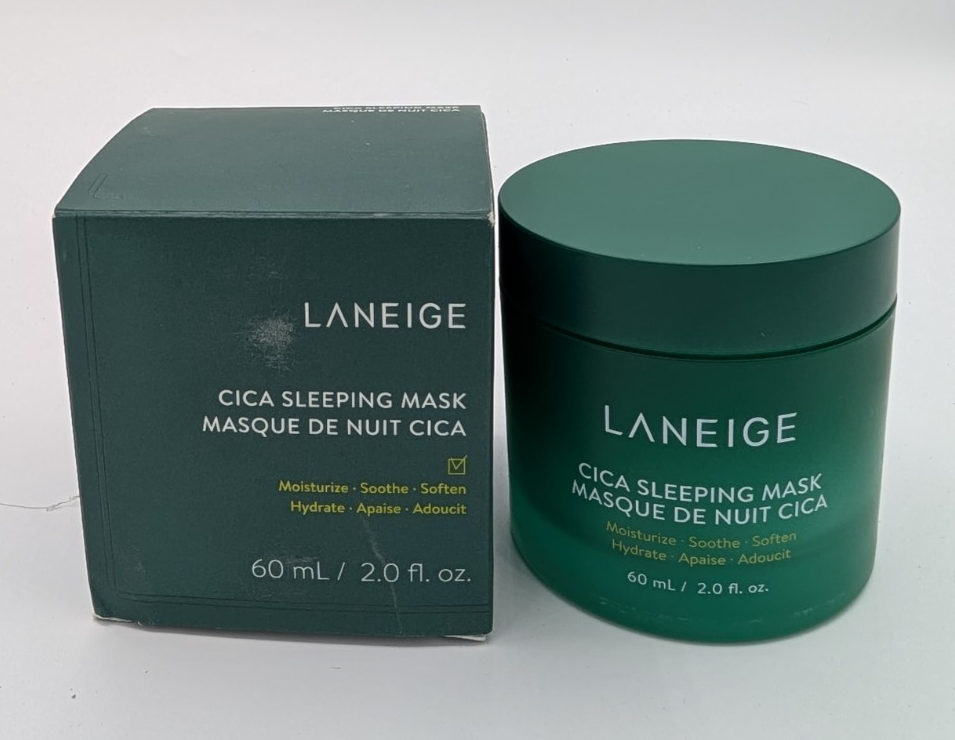 CICA SLEEPING MASK
MASQUE DE NUIT CICA
LANEIGE
CICA SLEEPING MASK
MASQUE DE NUIT CICA
Moisturize · Soothe · Soften
Hydrate · Apaise · Adoucit
60 mL / 2.0 fl. oz.
LANEIGE
CICA SLEEPING MASK
MASQUE DE NUIT CICA
Moisturize · Soothe · Soften
Hydrate · Apaise · Adoucit
60 mL / 2.0 fl. oz.